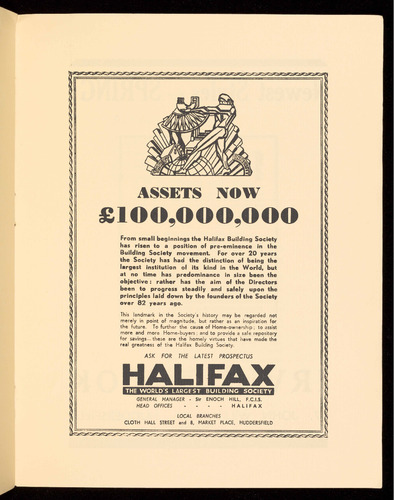 ASSETS NOW
£100,000,000
From small beginnings the Halifax Building Society
has risen to a position of pre-eminence in the
Building Society movement. For over 20 years
the Society has had the distinction of being the
largest institution of its kind in the World, but
at no time has predominance in size been the
objective : rather has the aim of the Directors
been to progress steadily and safely upon the
principles laid down by the founders of the Society
over 82 years ago.
This landmark in the Society's history may be regarded not
merely in point of magnitude, but rather as an inspiration for
the future. To further the cause of Home-ownership; to assist
more and more Home-buyers; and to provide a safe repository
for savings—these are the homely virtues that have made the
real greatness of the Halifax Building Society.
ASK FOR THE LATEST PROSPECTUS
HALIFAX
THE WORLD'S LARGEST BUILDING SOCIETY
GENERAL MANAGER - Sir ENOCH HILL, F.C.I.S.
HEAD OFFICES - - - - HALIFAX
LOCAL BRANCHES
CLOTH HALL STREET and 8, MARKET PLACE, HUDDERSFIELD